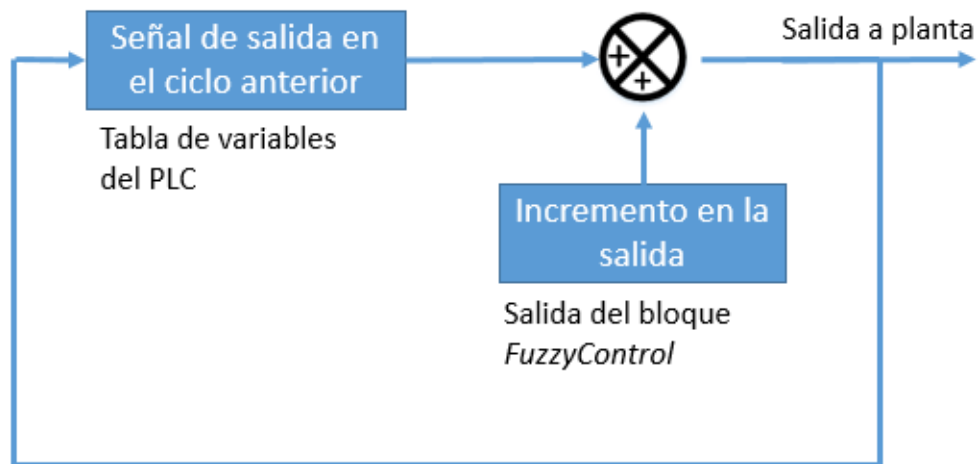 Señal de salida en
el ciclo anterior
Tabla de variables
del PLC
+
+
Salida a planta
Incremento en la
salida
Salida del bloque
FuzzyControl